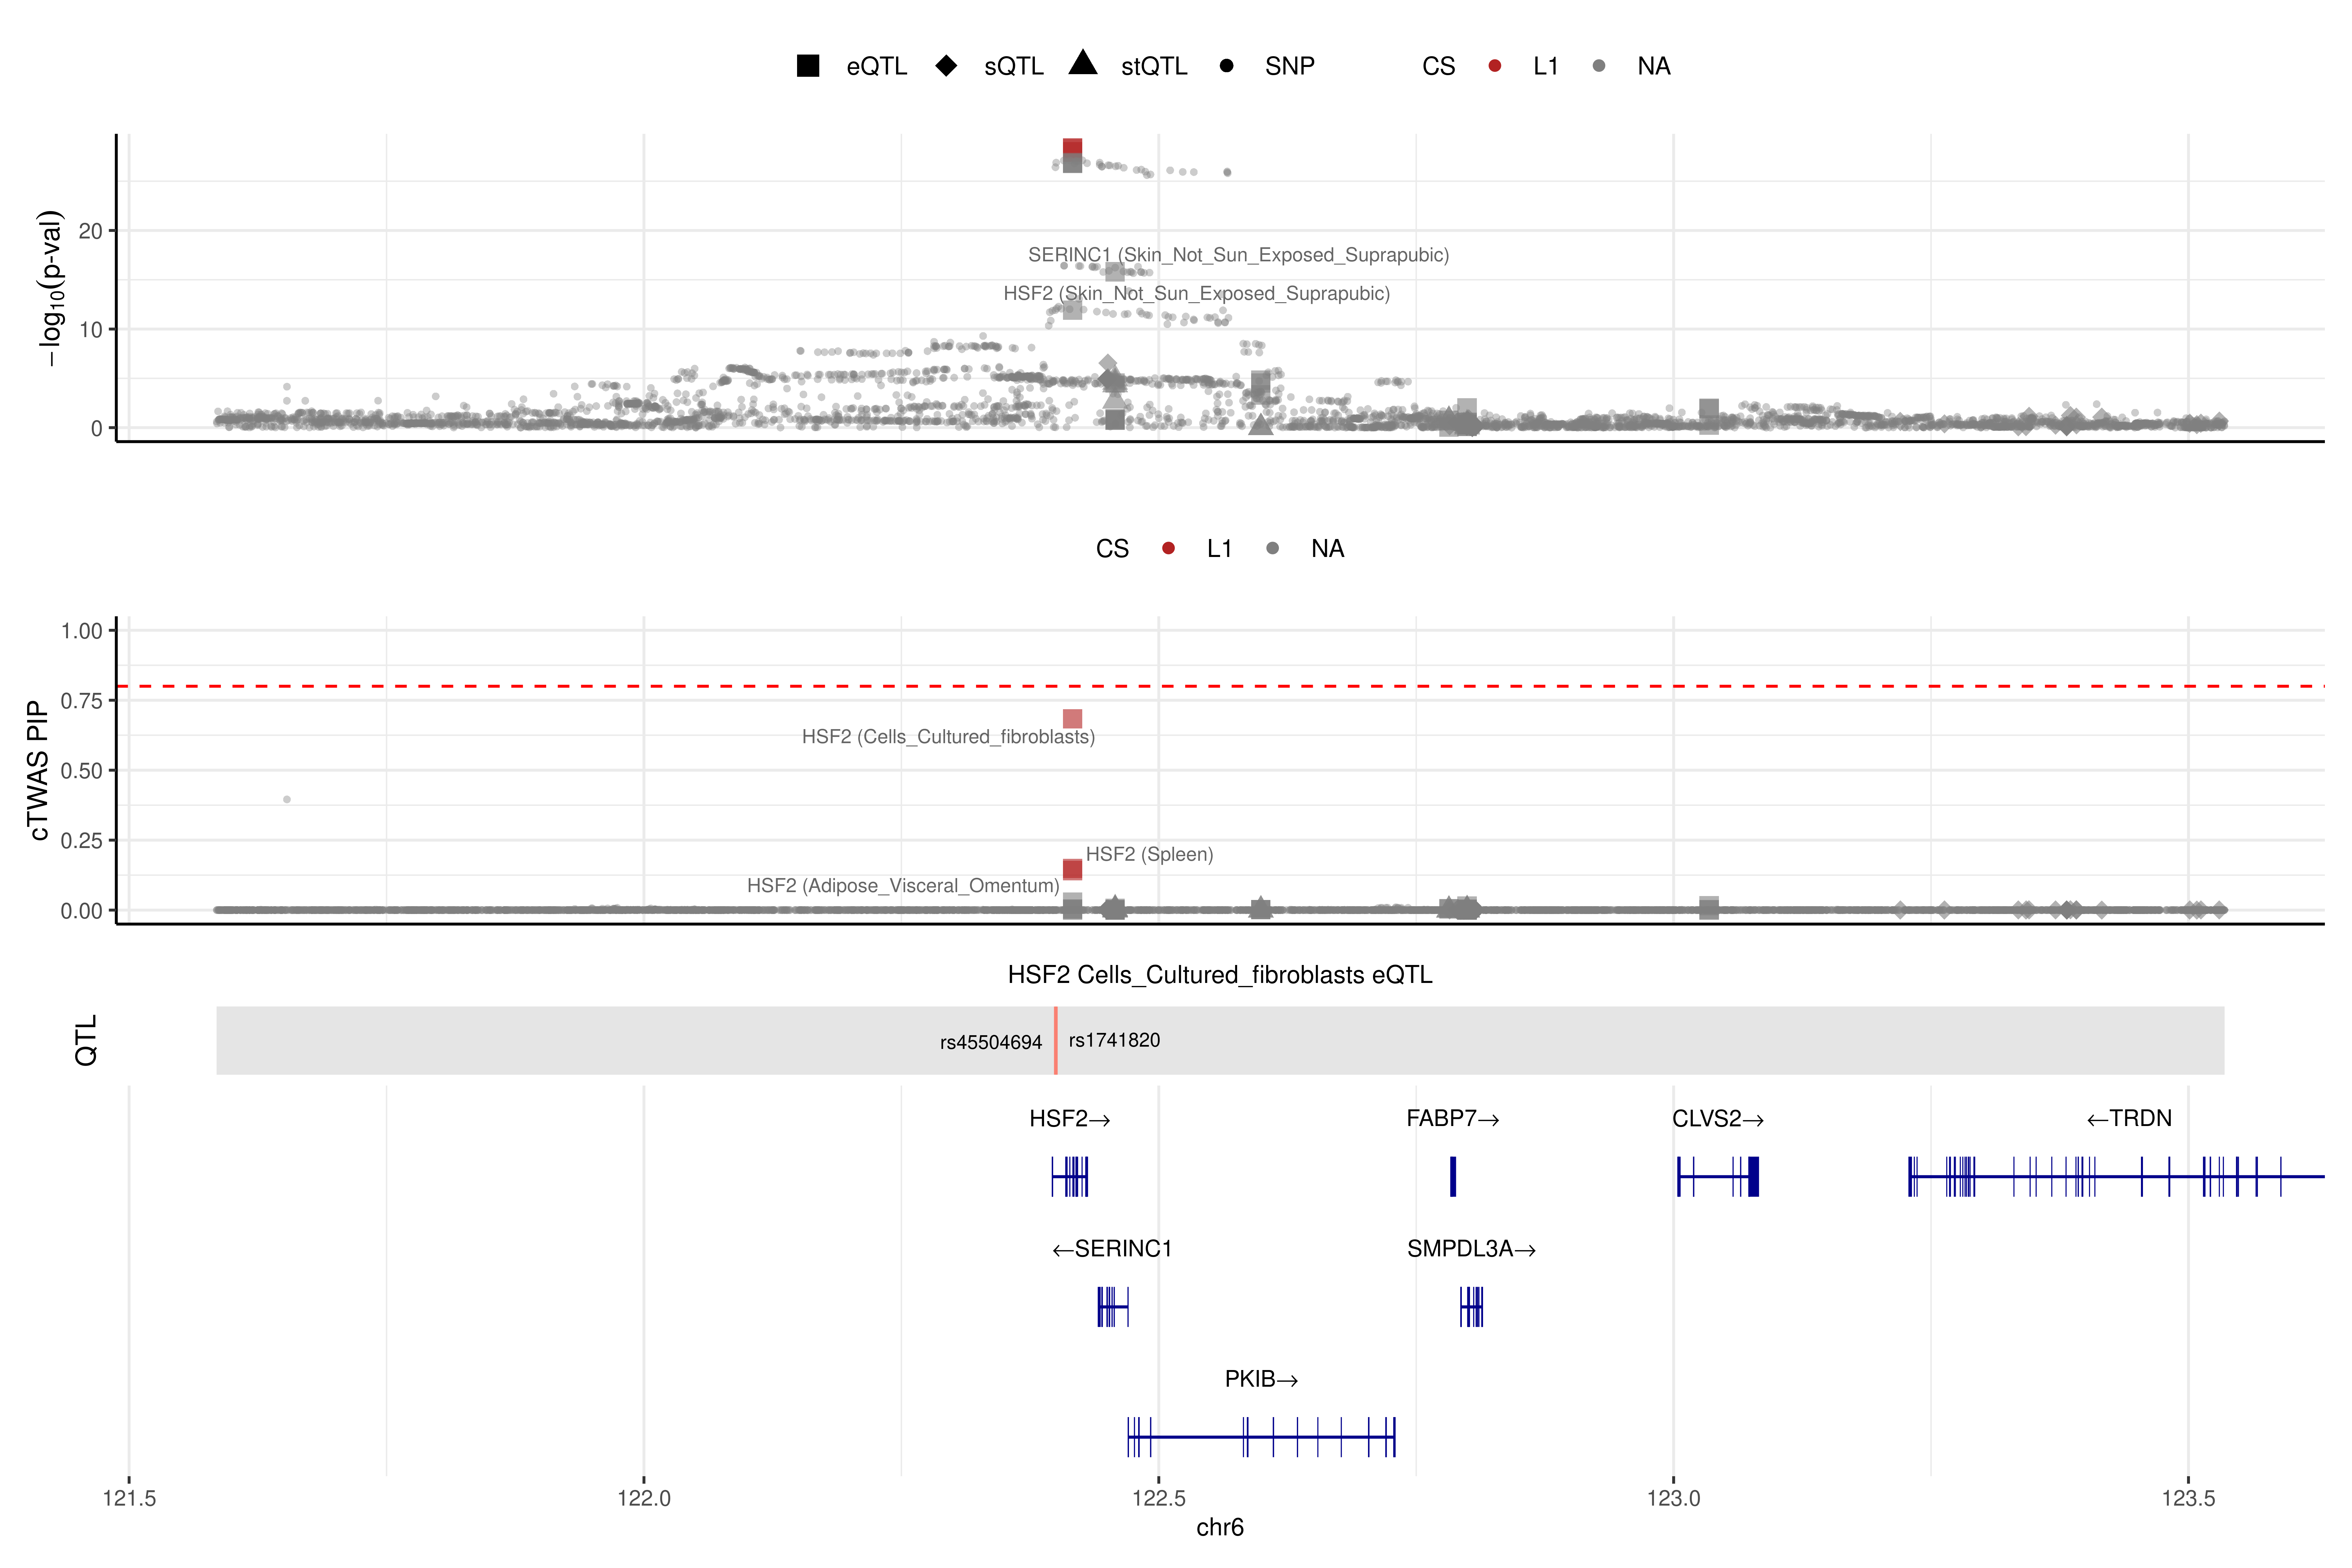 eQTL sQTL stQTL SNP CS L1 NA
−log10(p-val)
20
10
0
SERINC1 (Skin_Not_Sun_Exposed_Suprapubic)
HSF2 (Skin_Not_Sun_Exposed_Suprapubic)
CS L1 NA
cTWAS PIP
1.00
0.75
0.50
0.25
0.00
HSF2 (Cells_Cultured_fibroblasts)
HSF2 (Spleen)
HSF2 (Adipose_Visceral_Omentum)
HSF2 Cells_Cultured_fibroblasts eQTL
QTL
rs45504694 rs1741820
HSF2→ FABP7→ CLVS2→ ←TRDN
←SERINC1 SMPDL3A→
PKIB→
121.5 122.0 122.5 123.0 123.5
chr6